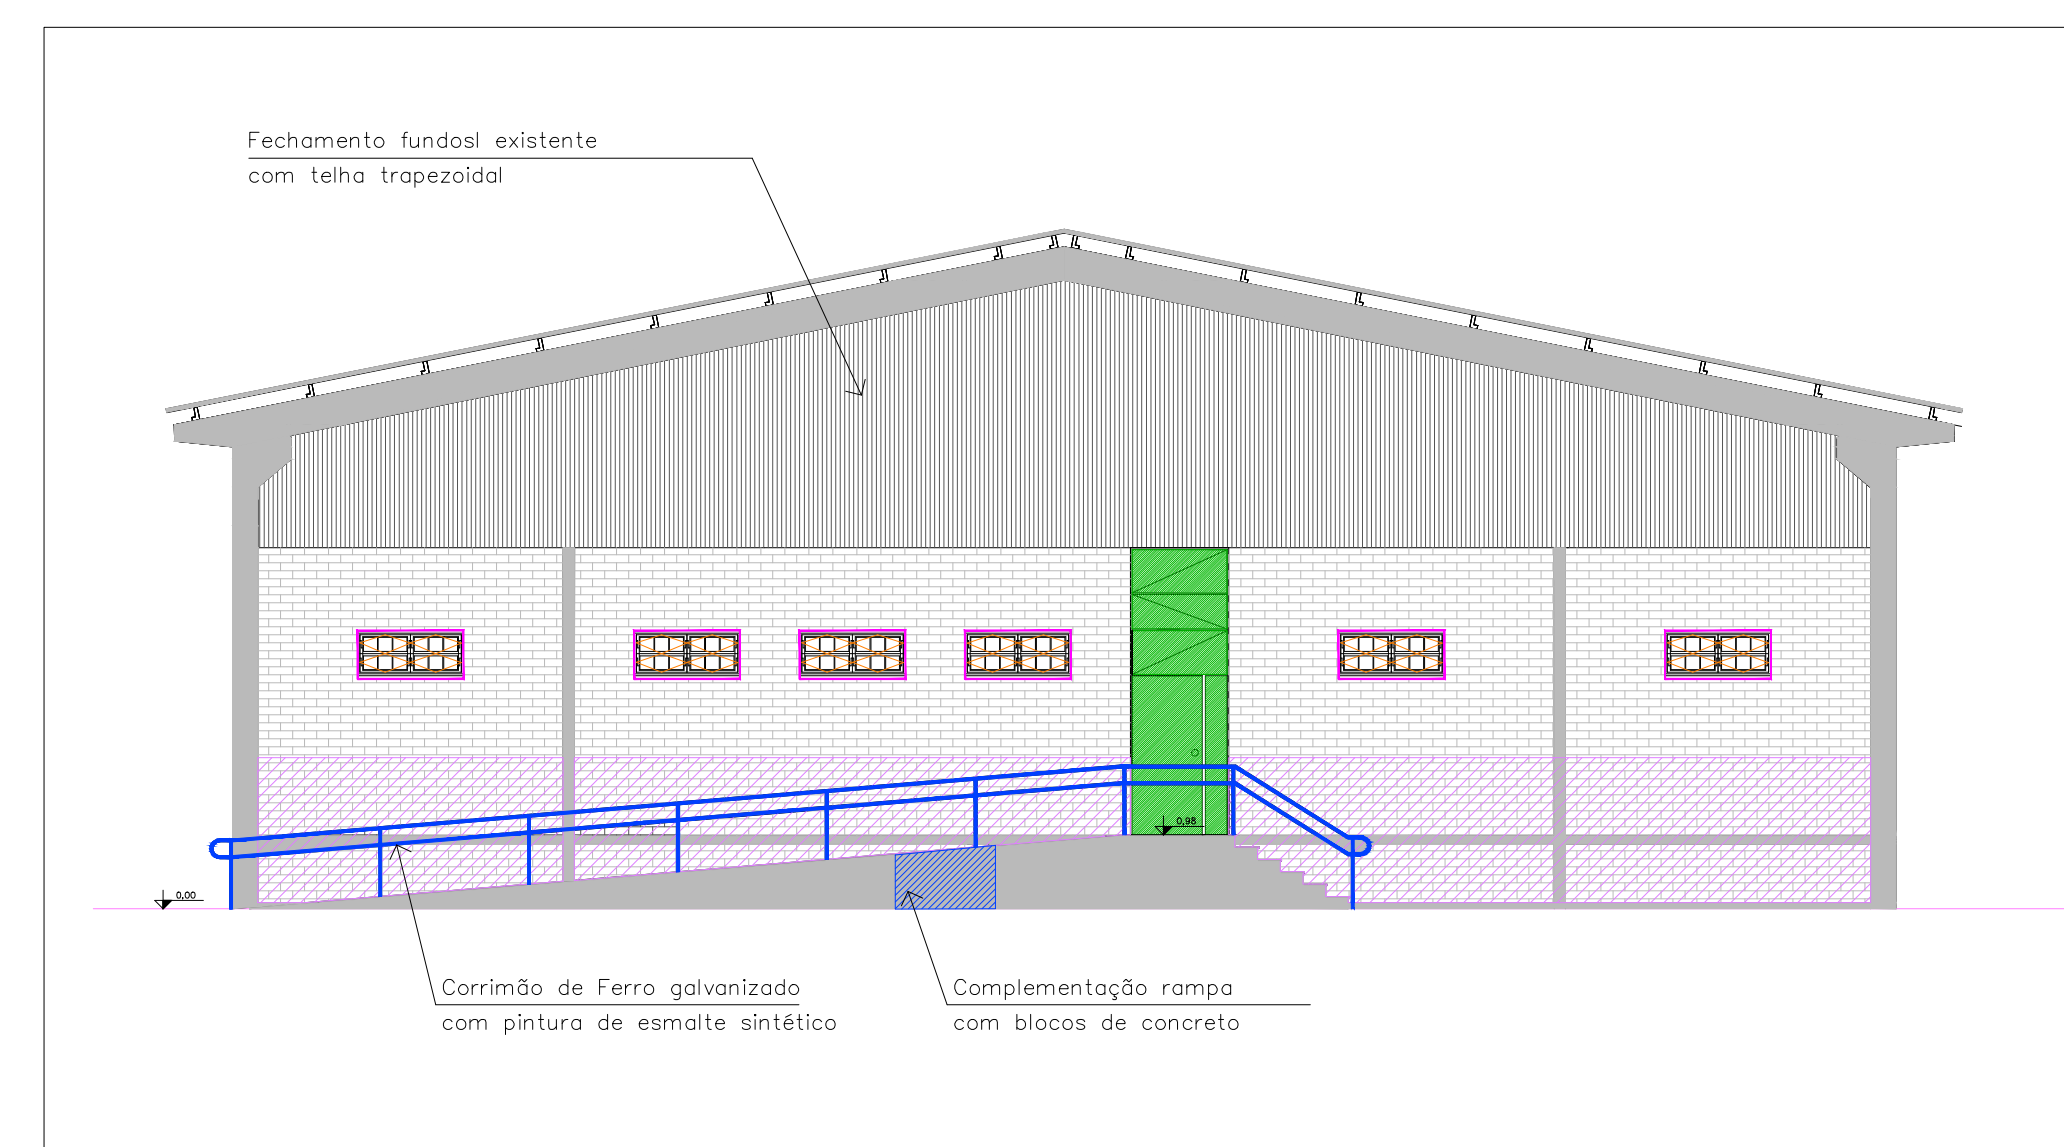 Fechamento fundosl existente
com telha trapezoidal
0,98
0,00
Corrimão de Ferro galvanizado
com pintura de esmalte sintético
Complementação rampa
com blocos de concreto